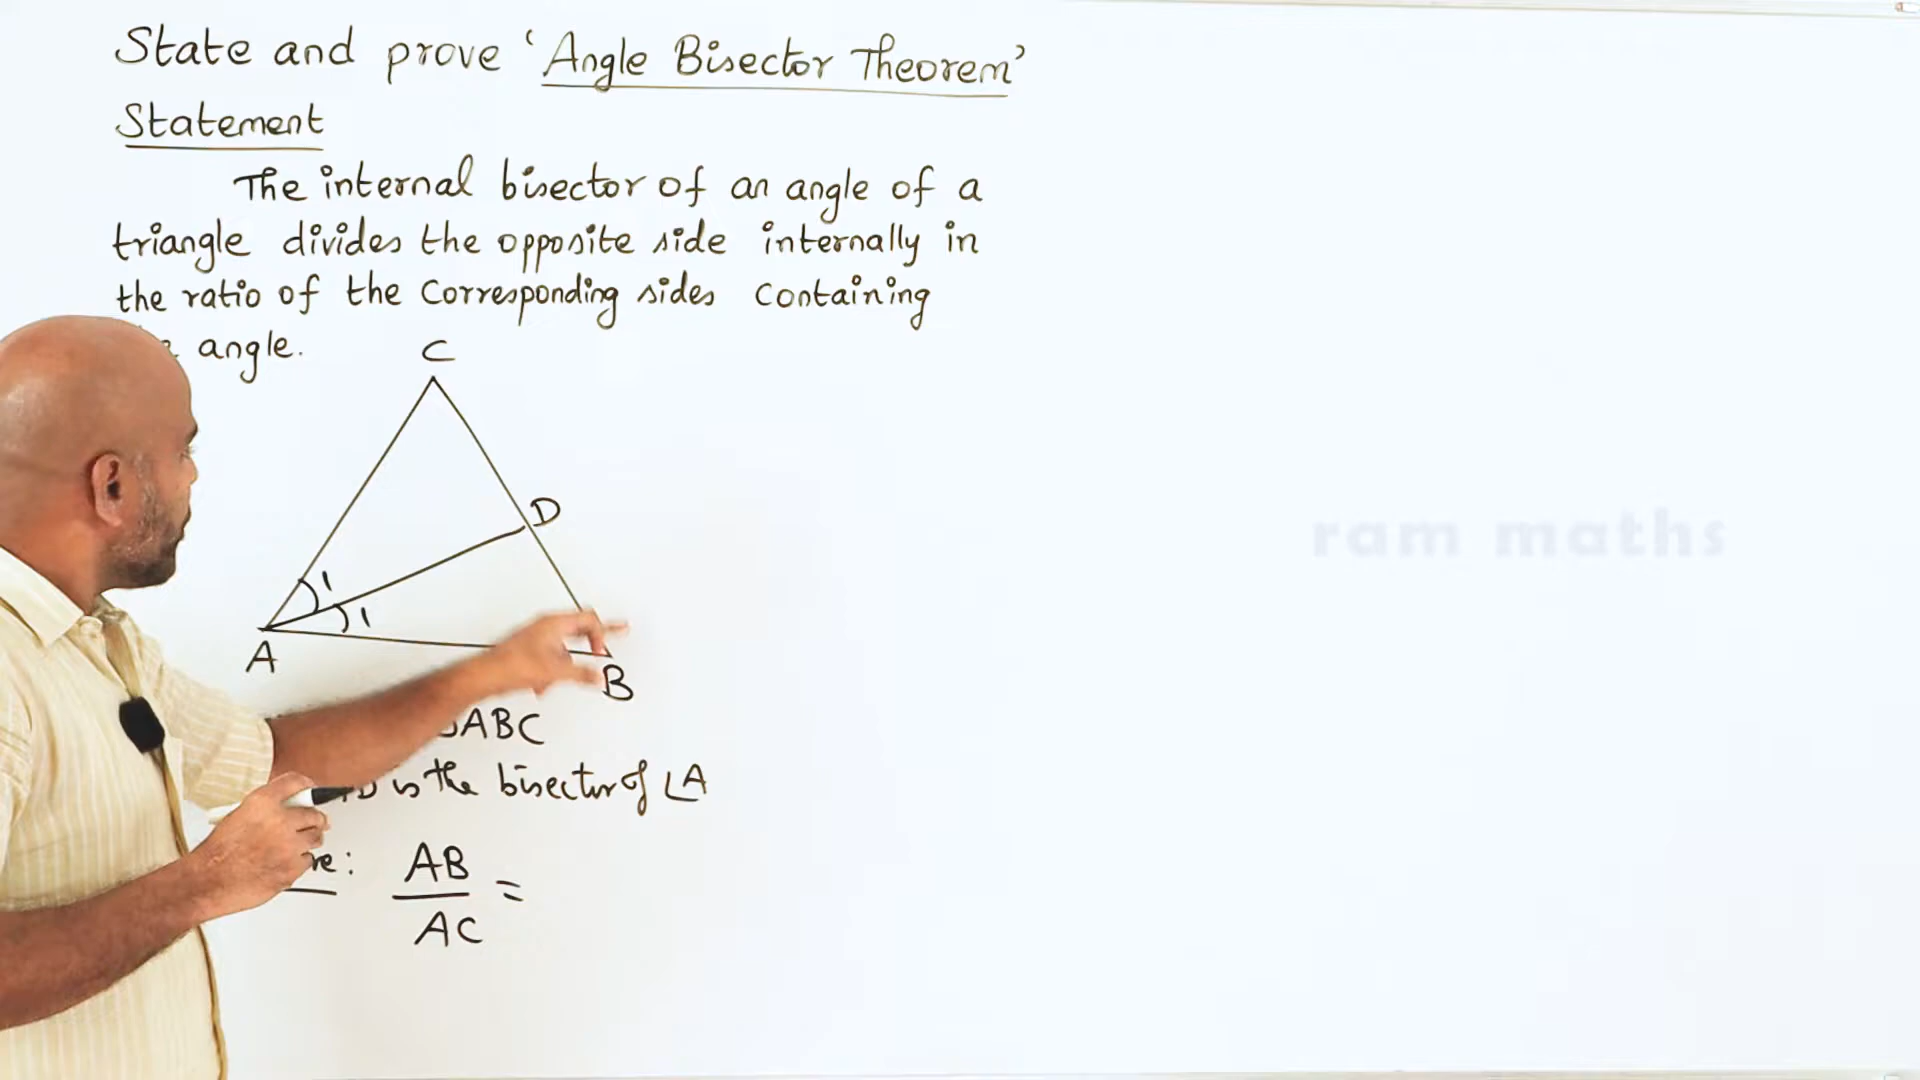 State and prove ‘Angle Bisector Theorem’
Statement
The internal bisector of an angle of a
triangle divides the opposite side internally in
the ratio of the corresponding sides containing
angle.
C
D
1
1
A
B
ABC
is the bisector of ∠A
: AB
AC =
ram maths